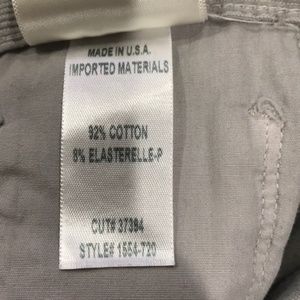 MADE IN U.S.A.
IMPORTED MATERIALS
92% COTTON
8% ELASTERELLE-P
CUT# 37394
STYLE# 1554-720